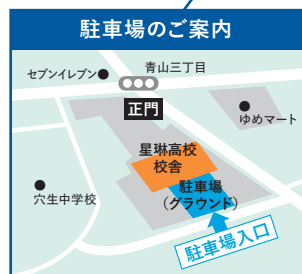 駐車場のご案内
セブンイレブン
青山三丁目
正門
ゆめマート
星琳高校
校舎
駐車場
(グラウンド)
穴生中学校
駐車場入口